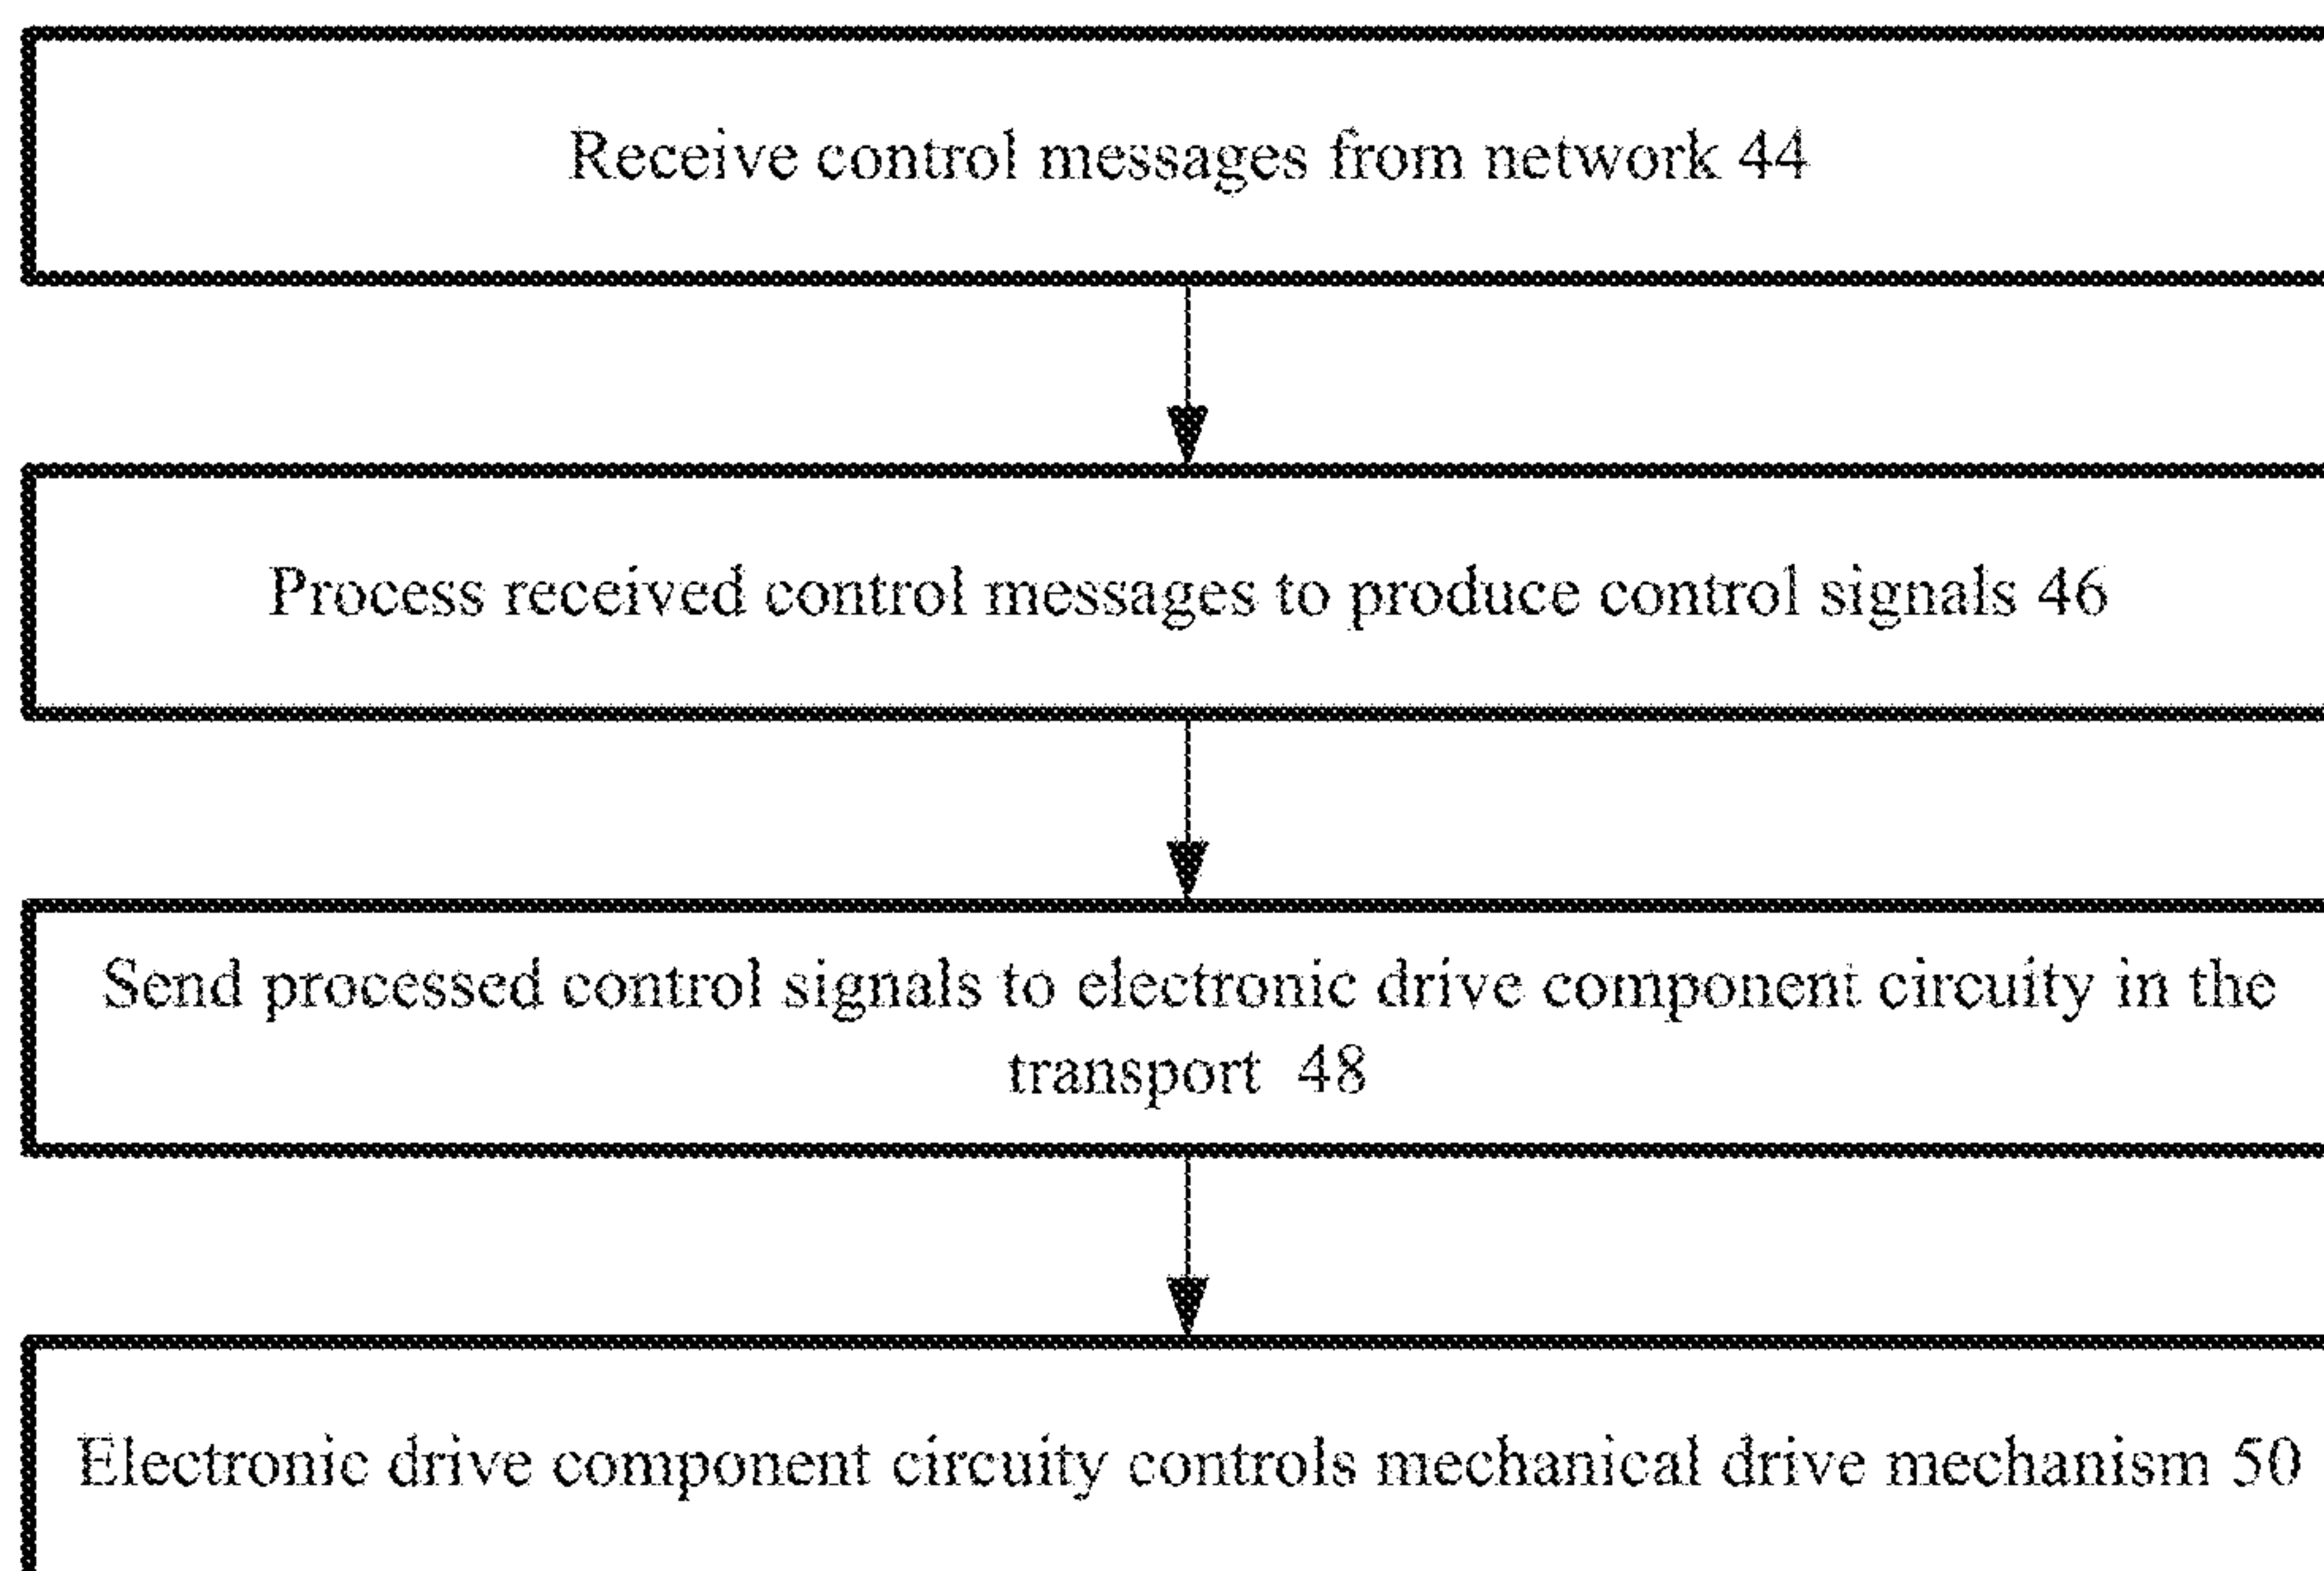 Receive control messages from network 44
Process received control messages to produce control signals 46
Send processed control signals to electronic drive component circuity in the
transport 48
Electronic drive component circuity controls mechanical drive mechanism 50